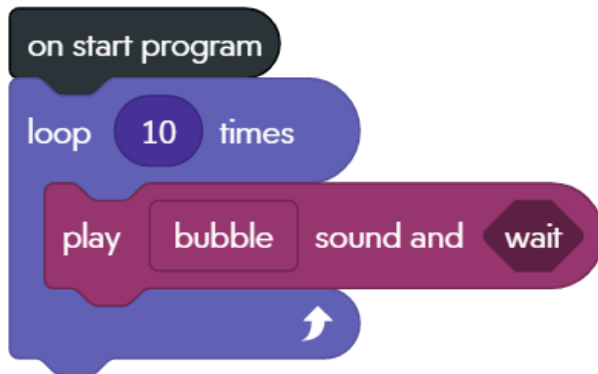 on start program
loop 10 times
play bubble sound and wait